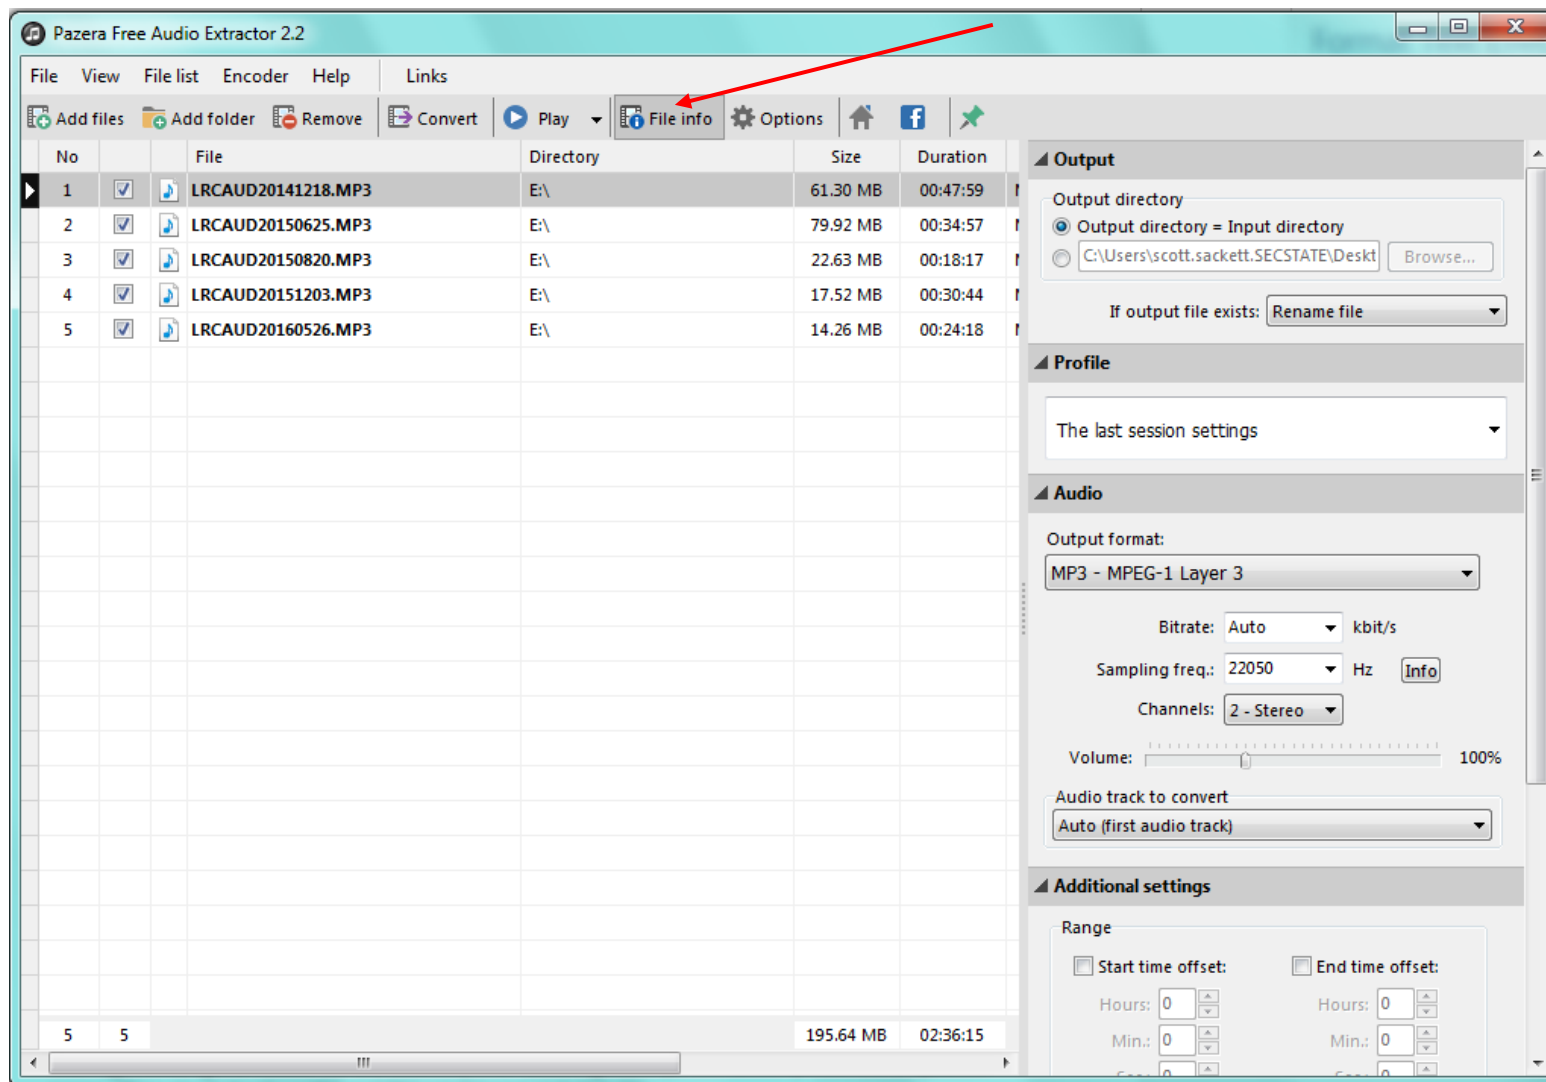 Pazera Free Audio Extractor 2.2
File View File list Encoder Help Links
Add files Add folder Remove Convert Play File info Options
No File Directory Size Duration
1 LRCAUD20141218.MP3 E:\ 61.30 MB 00:47:59
2 LRCAUD20150625.MP3 E:\ 79.92 MB 00:34:57
3 LRCAUD20150820.MP3 E:\ 22.63 MB 00:18:17
4 LRCAUD20151203.MP3 E:\ 17.52 MB 00:30:44
5 LRCAUD20160526.MP3 E:\ 14.26 MB 00:24:18
5 5 195.64 MB 02:36:15
Output
Output directory
Output directory = Input directory
C:\Users\scott.sackett.SECSTATE\Deskt Browse...
If output file exists: Rename file
Profile
The last session settings
Audio
Output format:
MP3 - MPEG-1 Layer 3
Bitrate: Auto kbit/s
Sampling freq.: 22050 Hz Info
Channels: 2 - Stereo
Volume: 100%
Audio track to convert
Auto (first audio track)
Additional settings
Range
Start time offset: End time offset:
Hours: 0 Hours: 0
Min.: 0 Min.: 0